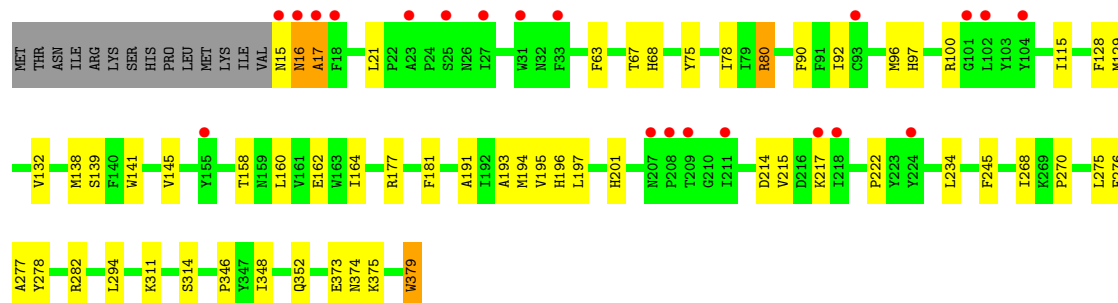 MET THR ASN ILE ARG LYS SER HIS PRO LEU MET LYS ILE VAL N15 N16 A17 F18 L21 P22 A23 P24 S25 N26 I27 W31 N32 F33 F63 T67 H68 Y75 I78 I79 R80 F90 F91 I92 C93 M96 H97 R100 G101 L102 Y103 Y104 I115 F128 M129
V132 M138 S139 F140 W141 V145 Y155 T158 N159 L160 V161 E162 W163 I164 R177 F181 A191 I192 A193 M194 V195 H196 L197 H201 N207 P208 T209 G210 I211 D214 V215 D216 K217 I218 P222 Y223 Y224 L234 F245 I268 K269 P270 L275 F276
A277 Y278 R282 L294 K311 S314 P346 Y347 I348 Q352 E373 N374 K375 W379